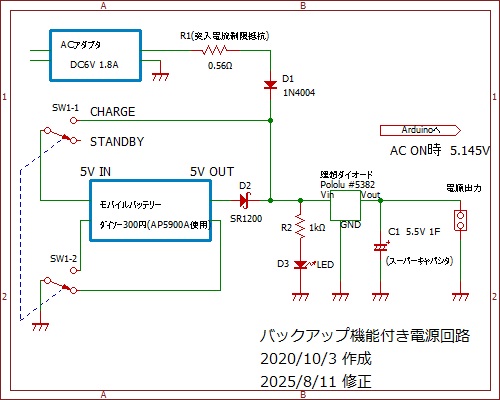 A
B
ACアダプタ
DC6V 1.8A
R1(突入電流制限抵抗)
0.56Ω
D1
1N4004
1
1
SW1-1
CHARGE
STANDBY
Arduinoへ
AC ON時 5.145V
5V IN
5V OUT
モバイルバッテリー
ダイソー300円(AP5900A使用)
D2
SR1200
理想ダイオード
Pololu #5382
Vin
Vout
GND
電源出力
R2
1kΩ
C1 5.5V 1F
(スーパーキャパシタ)
SW1-2
D3
LED
2
2
バックアップ機能付き電源回路
2020/10/3 作成
2025/8/11 修正
A
B